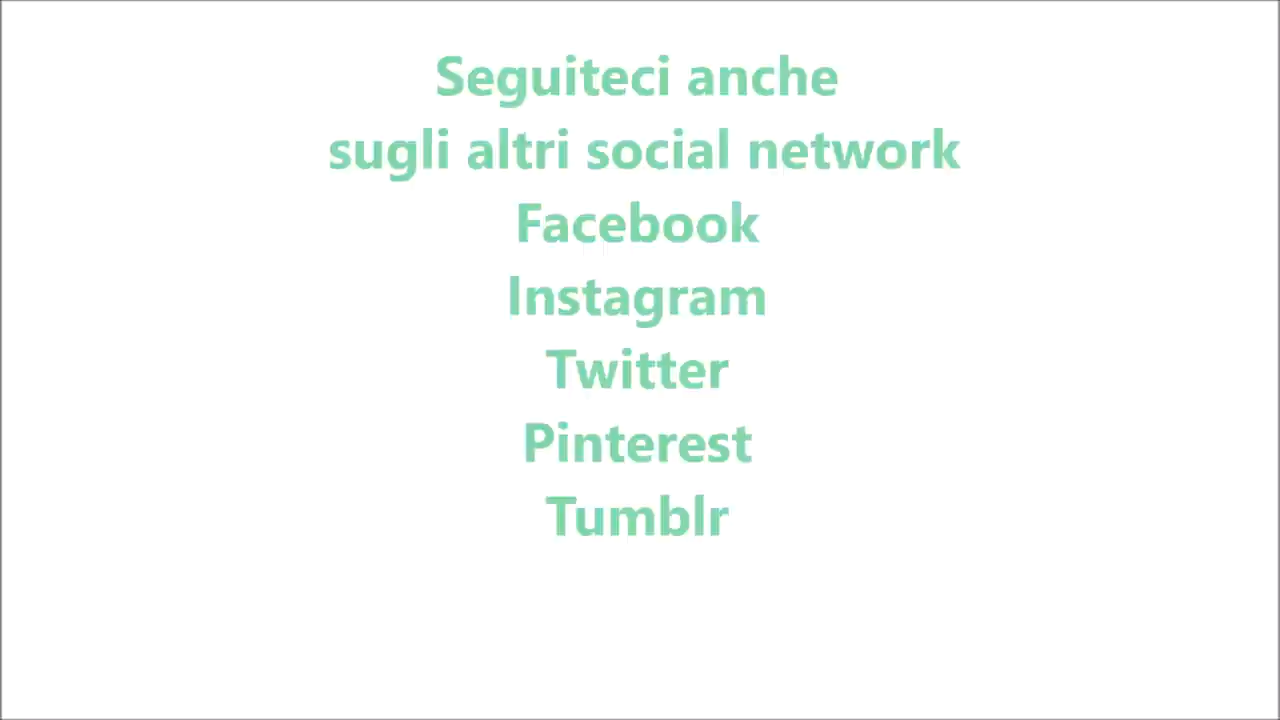 Seguiteci anche
sugli altri social network
Facebook
Instagram
Twitter
Pinterest
Tumblr